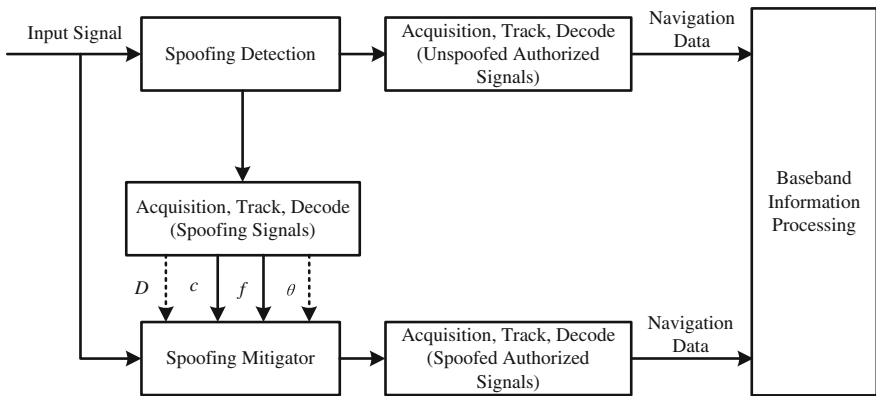 Input Signal
Spoofing Detection
Acquisition, Track, Decode
(Unspoofed Authorized
Signals)
Navigation
Data
Acquisition, Track, Decode
(Spoofing Signals)
Baseband
Information
Processing
D
c
f
θ
Spoofing Mitigator
Acquisition, Track, Decode
(Spoofed Authorized
Signals)
Navigation
Data